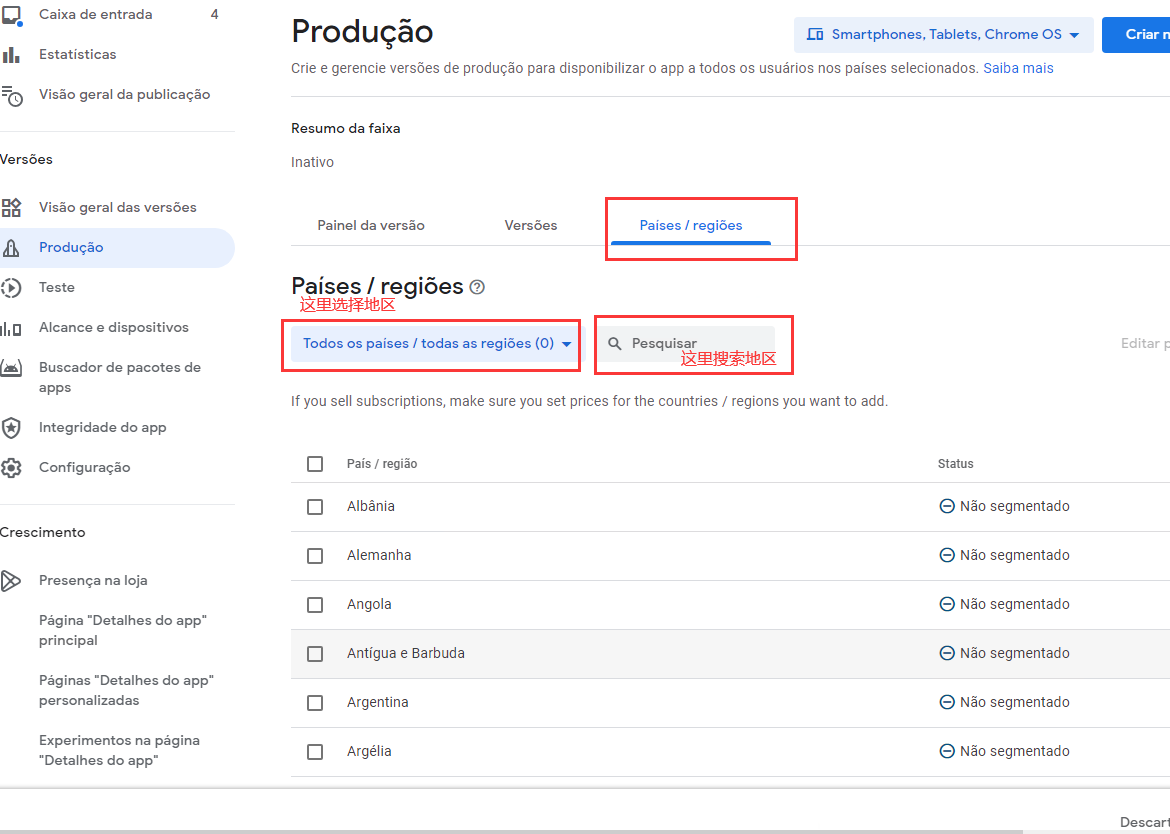 Caixa de entrada 4
Estatísticas
Visão geral da publicação
Versões
Visão geral das versões
Produção
Teste
Alcance e dispositivos
Buscador de pacotes de
apps
Integridade do app
Configuração
Crescimento
Presença na loja
Página "Detalhes do app"
principal
Páginas "Detalhes do app"
personalizadas
Experimentos na página
"Detalhes do app"
Produção
Smartphones, Tablets, Chrome OS
Criar n
Crie e gerencie versões de produção para disponibilizar o app a todos os usuários nos países selecionados. Saiba mais
Resumo da faixa
Inativo
Painel da versão
Versões
Países / regiões
Países / regiões
这里选择地区
Todos os países / todas as regiões (0)
Pesquisar
这里搜索地区
Editar p
If you sell subscriptions, make sure you set prices for the countries / regions you want to add.
País / região Status
Albânia Não segmentado
Alemanha Não segmentado
Angola Não segmentado
Antígua e Barbuda Não segmentado
Argentina Não segmentado
Argélia Não segmentado
Descart